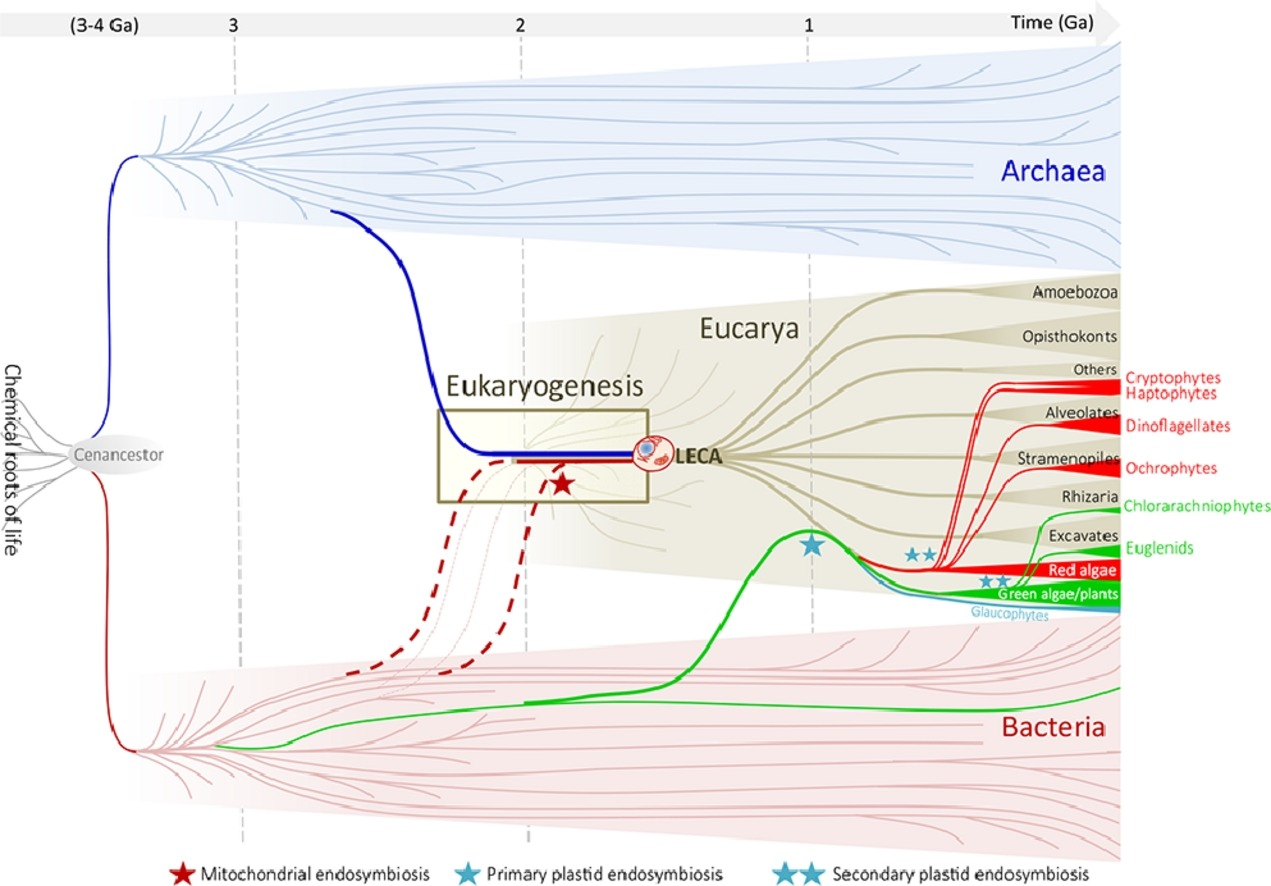 (3-4 Ga) 3 2 1 Time (Ga)
Archaea
Eucarya
Amoebozoa
Opisthokonts
Others
Cryptophytes
Haptophytes
Eukaryogenesis
Alveolates
Dinoflagellates
Chemical roots of life
Cenancestor
LECA
Stramenopiles
Ochrophytes
Rhizaria
Chlorarachniophytes
Excavates
Euglenids
Red algae
Green algae/plants
Glaucophytes
Bacteria
Mitochondrial endosymbiosis Primary plastid endosymbiosis Secondary plastid endosymbiosis